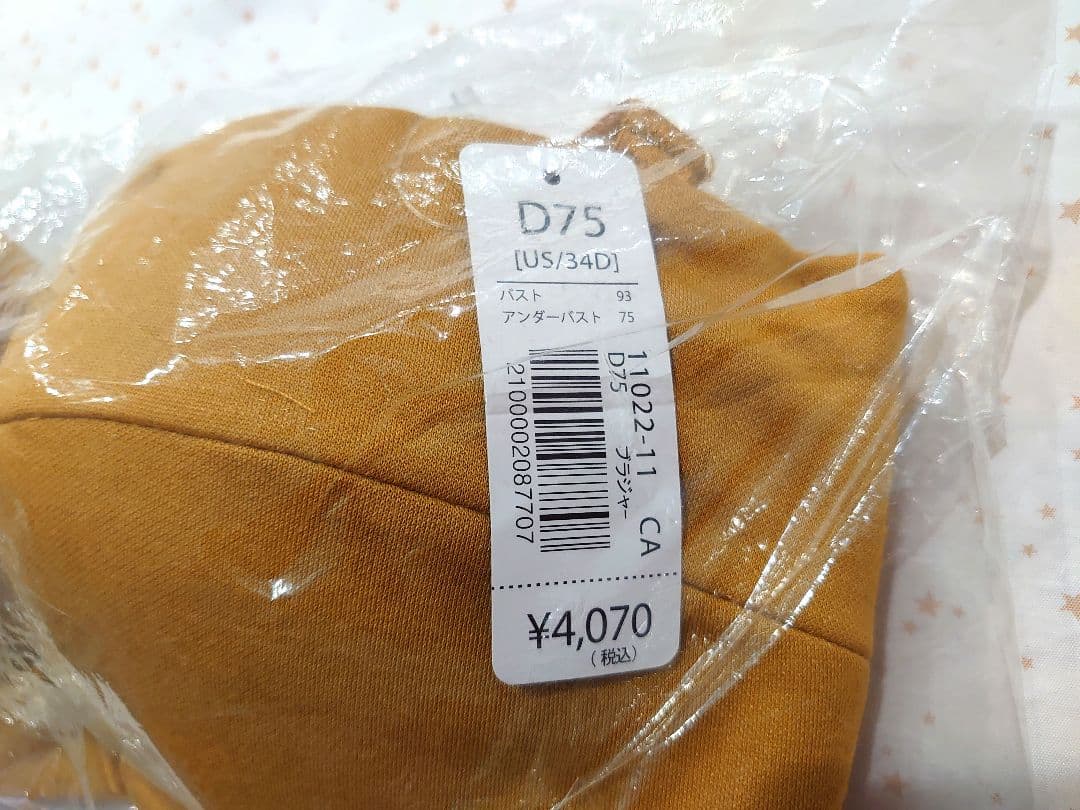 D75
[US/34D]
バスト 93
アンダーバスト 75
11022-11 CA
D75 ブラジャー
2100002087707
¥4,070
(税込)